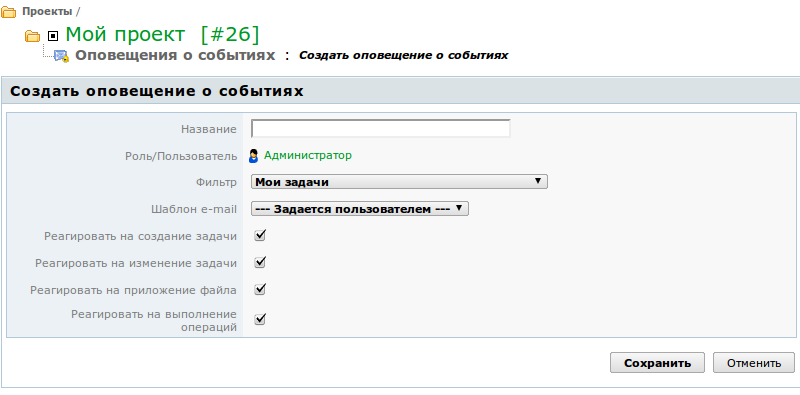 Проекты /
Мой проект [#26]
Оповещения о событиях : Создать оповещение о событиях
Создать оповещение о событиях
Название
Роль/Пользователь Администратор
Фильтр Мои задачи
Шаблон e-mail --- Задается пользователем ---
Реагировать на создание задачи
Реагировать на изменение задачи
Реагировать на приложение файла
Реагировать на выполнение
операций
Сохранить Отменить